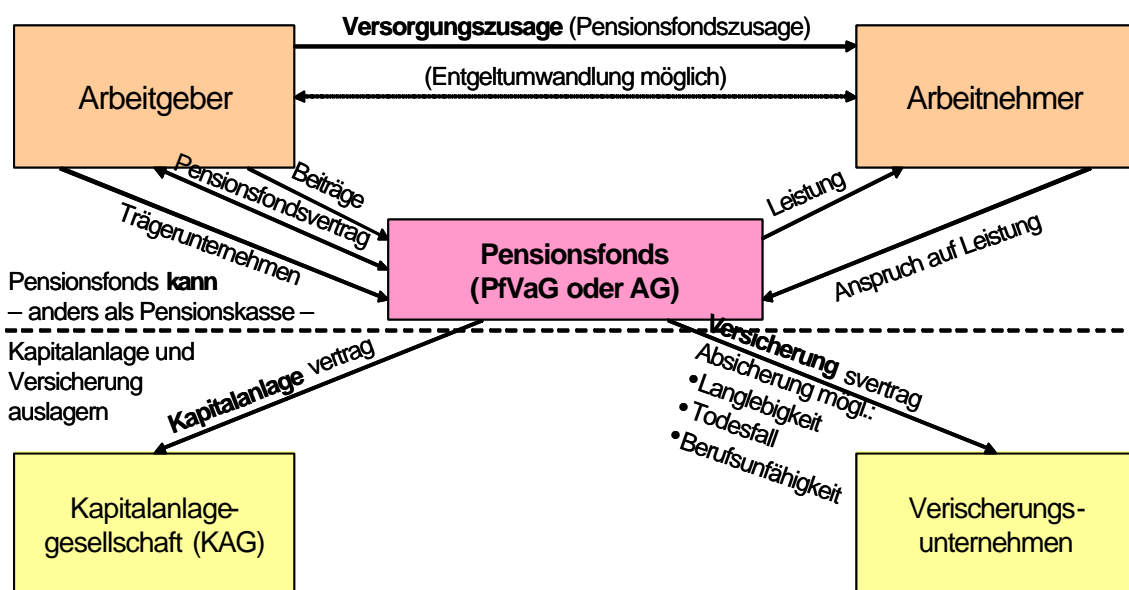 Versorgungszusage (Pensionsfondszusage)
(Entgeltumwandlung möglich)
Arbeitgeber
Arbeitnehmer
Beiträge
Pensionsfondsvertrag
Trägerunternehmen
Leistung
Anspruch auf Leistung
Pensionsfonds
(PfVaG oder AG)
Pensionsfonds kann
– anders als Pensionskasse –
Kapitalanlage und
Versicherung
auslagern
Kapitalanlage vertrag
Versicherung svertrag
Absicherung mögl.:
•Langlebigkeit
•Todesfall
•Berufsunfähigkeit
Kapitalanlage-
gesellschaft (KAG)
Verischerungs-
unternehmen